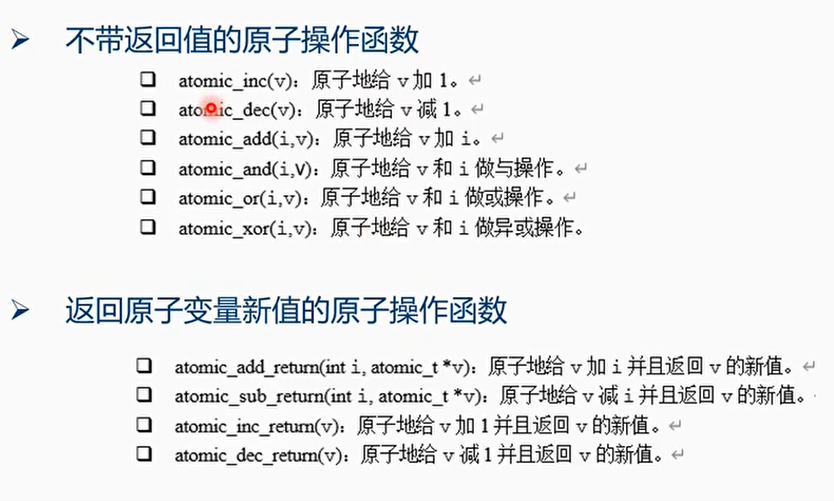 不带返回值的原子操作函数
atomic_inc(v)：原子地给 v 加 1。
atomic_dec(v)：原子地给 v 减 1。
atomic_add(i,v)：原子地给 v 加 i。
atomic_and(i,v)：原子地给 v 和 i 做与操作。
atomic_or(i,v)：原子地给 v 和 i 做或操作。
atomic_xor(i,v)：原子地给 v 和 i 做异或操作。
返回原子变量新值的原子操作函数
atomic_add_return(int i, atomic_t *v)：原子地给 v 加 i 并且返回 v 的新值。
atomic_sub_return(int i, atomic_t *v)：原子地给 v 减 i 并且返回 v 的新值。
atomic_inc_return(v)：原子地给 v 加 1 并且返回 v 的新值。
atomic_dec_return(v)：原子地给 v 减 1 并且返回 v 的新值。